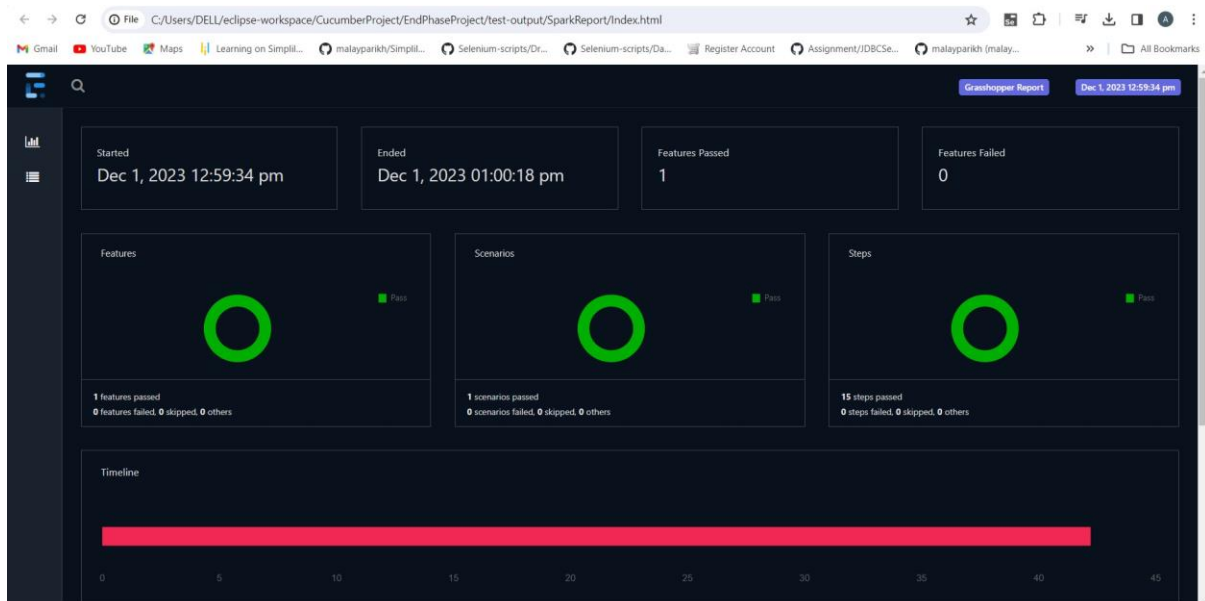 File C:/Users/DELL/eclipse-workspace/CucumberProject/EndPhaseProject/test-output/SparkReport/Index.html
Gmail YouTube Maps Learning on Simplil... malayparikh/Simplil... Selenium-scripts/Dr... Selenium-scripts/Da... Register Account Assignment/JDBCSe... malayparikh (malay... » All Bookmarks
Grasshopper Report Dec 1, 2023 12:59:34 pm
Started
Dec 1, 2023 12:59:34 pm
Ended
Dec 1, 2023 01:00:18 pm
Features Passed
1
Features Failed
0
Features
Pass
1 features passed
0 features failed, 0 skipped, 0 others
Scenarios
Pass
1 scenarios passed
0 scenarios failed, 0 skipped, 0 others
Steps
Pass
15 steps passed
0 steps failed, 0 skipped, 0 others
Timeline
0 5 10 15 20 25 30 35 40 45